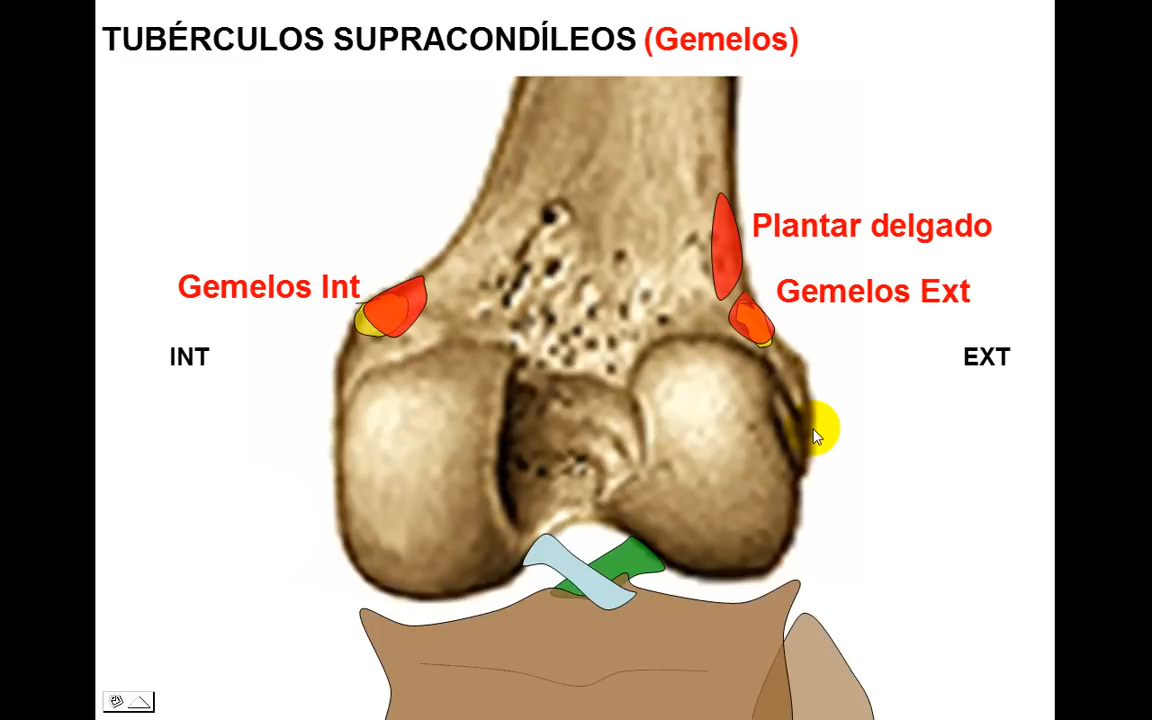 TUBÉRCULOS SUPRACONDÍLEOS (Gemelos)
Plantar delgado
Gemelos Int
Gemelos Ext
INT
EXT